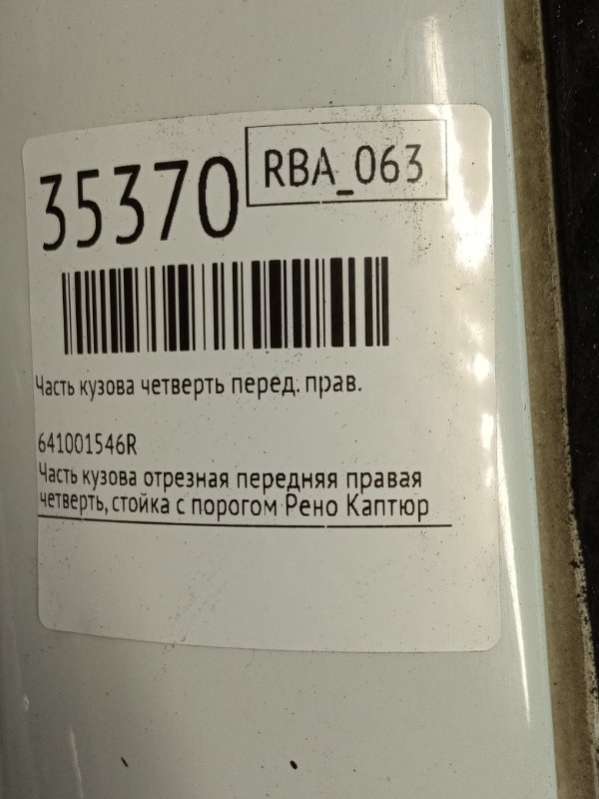 35370
RBA_063
Часть кузова четверть перед. прав.
641001546R
Часть кузова отрезная передняя правая
четверть, стойка с порогом Рено Каптюр